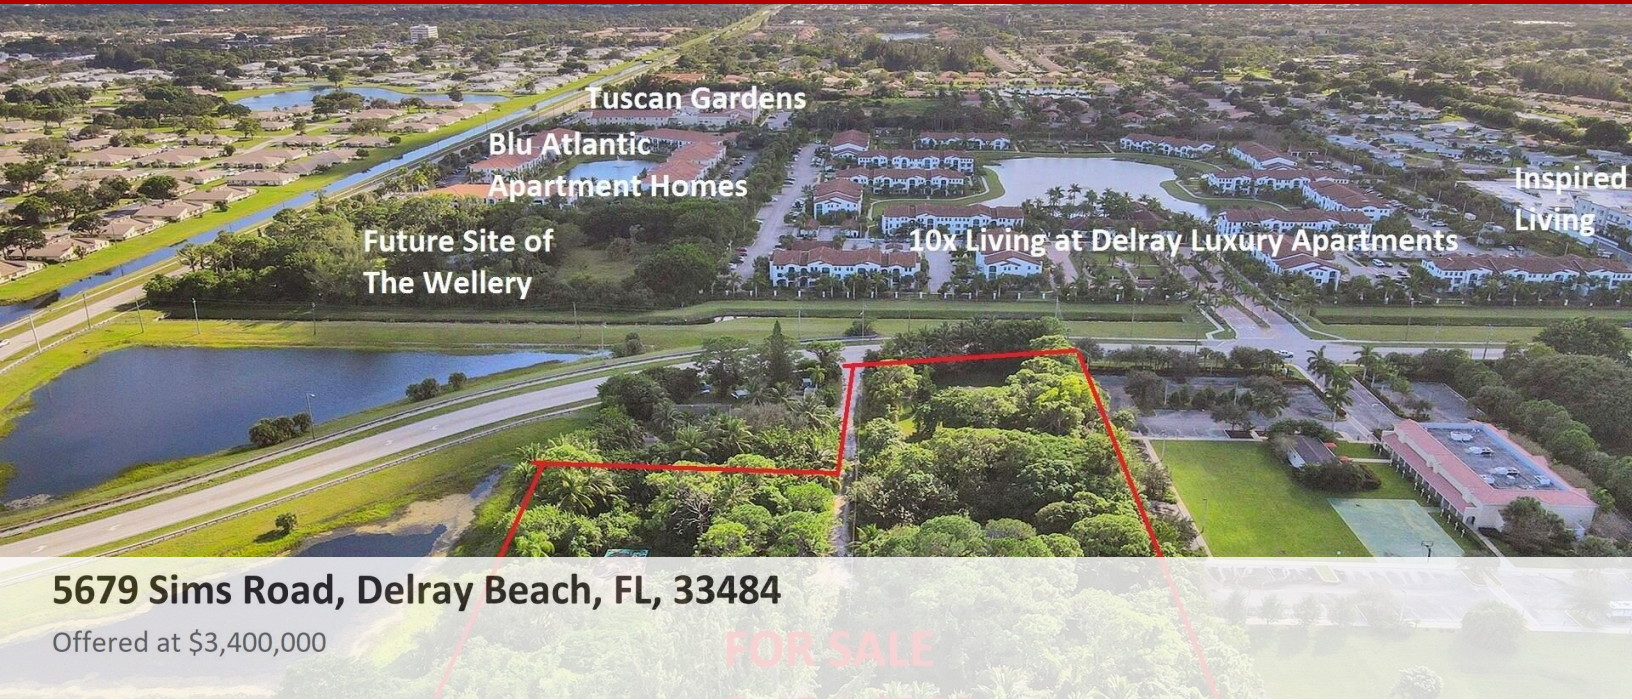 Tuscan Gardens
Blu Atlantic
Apartment Homes
Inspired
Living
Future Site of
The Wellery
10x Living at Delray Luxury Apartments
5679 Sims Road, Delray Beach, FL, 33484
Offered at $3,400,000
FOR SALE